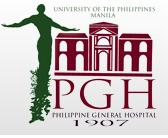 UNIVERSITY OF THE PHILIPPINES
MANILA
PGH
PHILIPPINE GENERAL HOSPITAL
1907